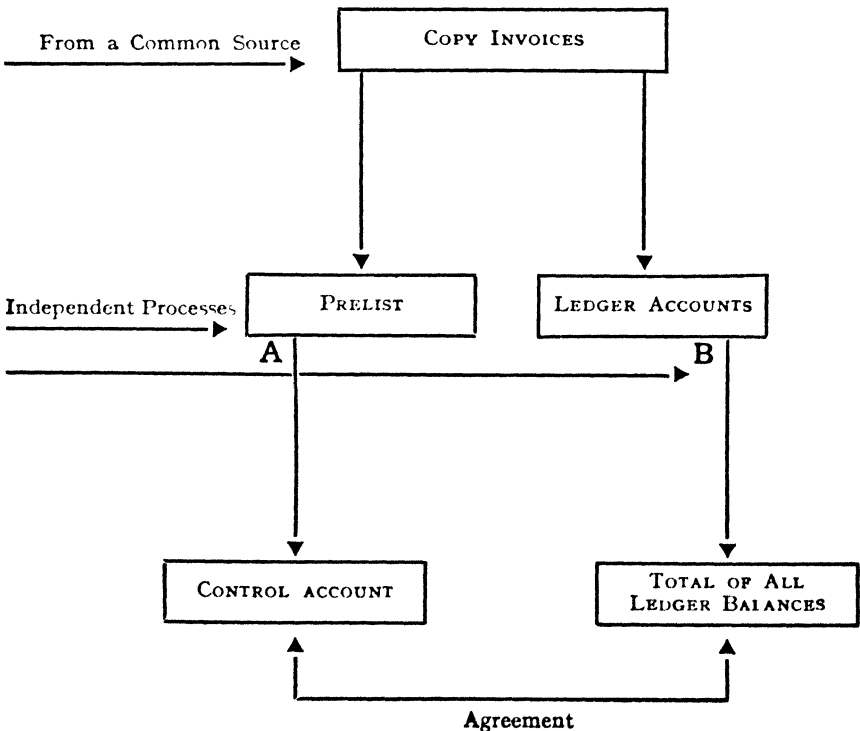 From a Common Source
COPY INVOICES
Independent Processes
PRELIST
LEDGER ACCOUNTS
A
B
CONTROL ACCOUNT
TOTAL OF ALL
LEDGER BALANCES
Agreement